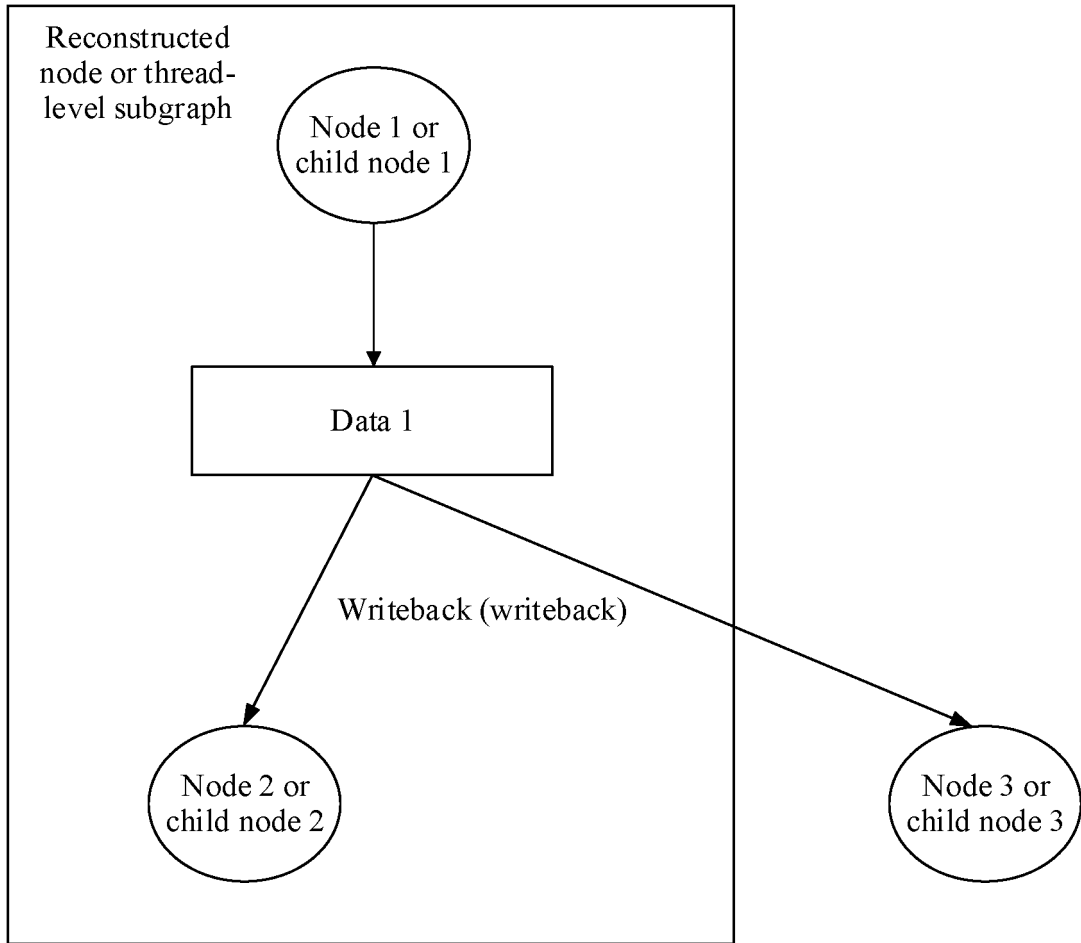 Reconstructed
node or thread-
level subgraph
Node 1 or
child node 1
Data 1
Writeback (writeback)
Node 2 or
child node 2
Node 3 or
child node 3